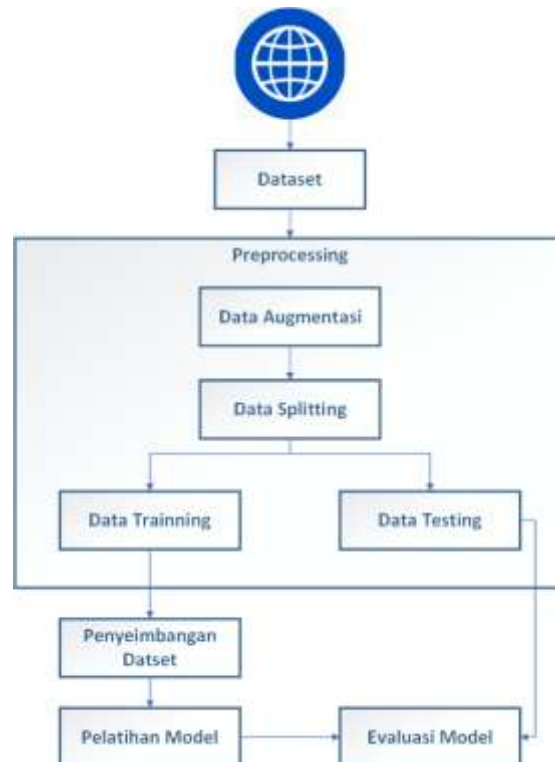 Dataset
Preprocessing
Data Augmentasi
Data Splitting
Data Trainning
Data Testing
Penyeimbangan
Datset
Pelatihan Model
Evaluasi Model